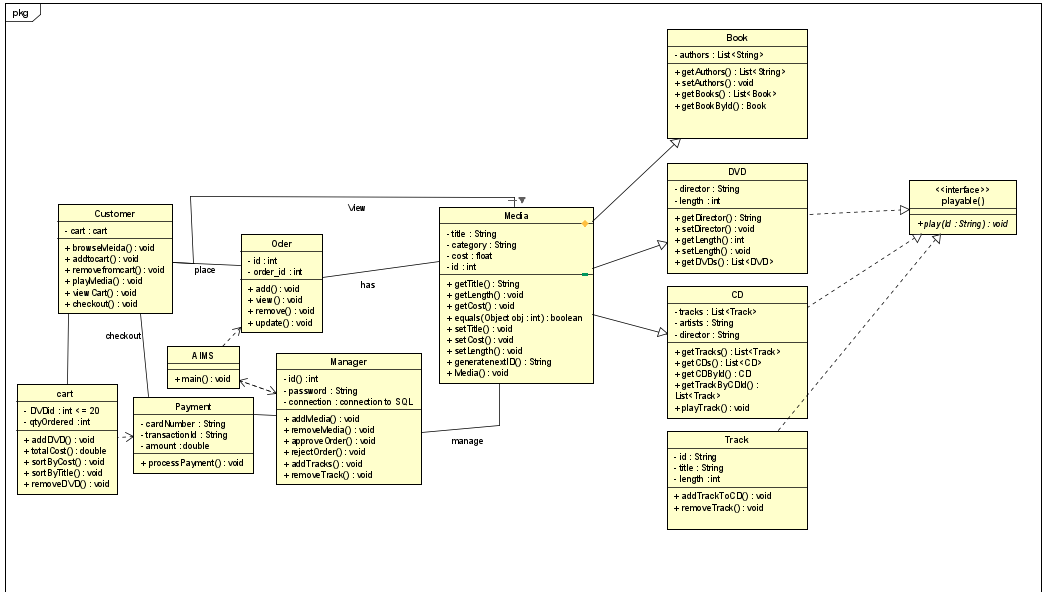 pkg
Book
- authors : List<String>
+ getAuthors() : List<String>
+ setAuthors() : void
+ getBooks() : List<Book>
+ getBookById() : Book
DVD
- director : String
- length : int
+ getDirector() : String
+ setDirector() : void
+ getLength() : int
+ setLength() : void
+ getDVDs() : List<DVD>
<<interface>>
playable()
+ play(Id : String) : void
View
Customer
- cart : cart
+ browseMeida() : void
+ addtocart() : void
+ removefromcart() : void
+ playMedia() : void
+ viewCart() : void
+ checkout() : void
place
Oder
- id : int
- order_id : int
+ add() : void
+ view() : void
+ remove() : void
+ update() : void
has
Media
- title : String
- category : String
- cost : float
- id : int
+ getTitle() : String
+ getLength() : void
+ getCost() : void
+ equals(Object obj : int) : boolean
+ setTitle() : void
+ setCost() : void
+ setLength() : void
+ generatenextID() : String
+ Media() : void
CD
- tracks : List<Track>
- artists : String
- director : String
+ getTracks() : List<Track>
+ getCDs() : List<CD>
+ getCDById() : CD
+ getTrackByCDId() :
List<Track>
+ playTrack() : void
checkout
AIMS
+ main() : void
Manager
- id() : int
- password : String
- connection : connection to SQL
+ addMedia() : void
+ removeMedia() : void
+ approveOrder() : void
+ rejectOrder() : void
+ addTracks() : void
+ removeTrack() : void
manage
cart
- DVDid : int <= 20
- qtyOrdered : int
+ addDVD() : void
+ totalCost() : double
+ sortByCost() : void
+ sortByTitle() : void
+ removeDVD() : void
Payment
- cardNumber : String
- transactionId : String
- amount : double
+ processPayment() : void
Track
- id : String
- title : String
- length : int
+ addTrackToCD() : void
+ removeTrack() : void